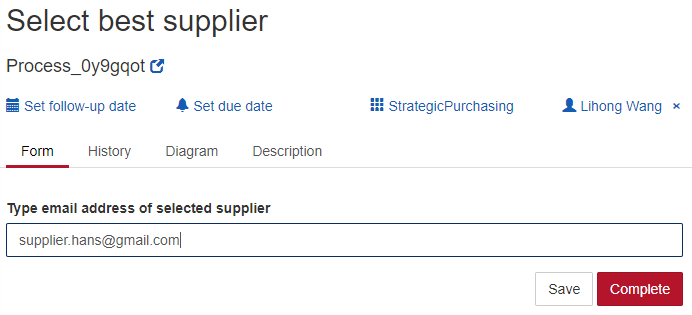 Select best supplier
Process_0y9gqot
Set follow-up date Set due date StrategicPurchasing Lihong Wang ×
Form History Diagram Description
Type email address of selected supplier
supplier.hans@gmail.com
Save Complete